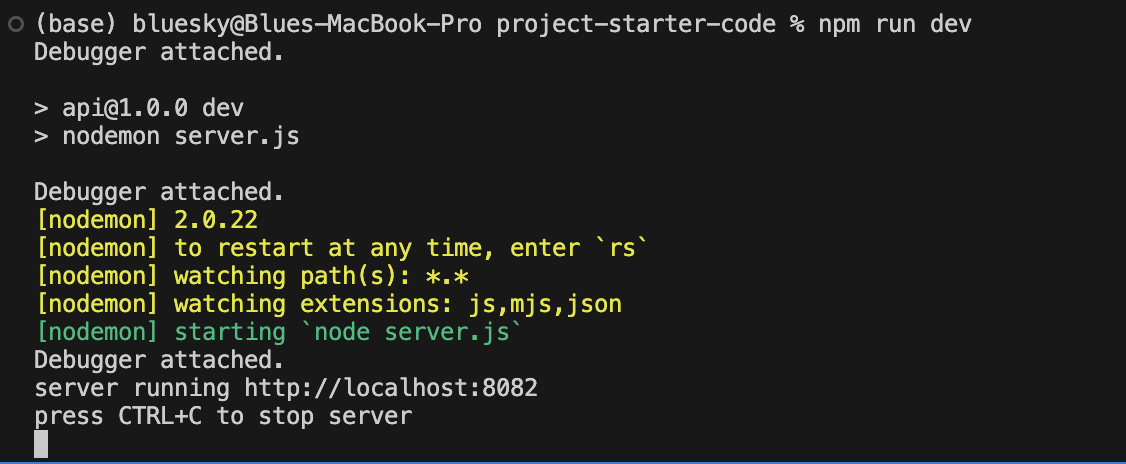 (base) bluesky@Blues-MacBook-Pro project-starter-code % npm run dev
Debugger attached.
> api@1.0.0 dev
> nodemon server.js
Debugger attached.
[nodemon] 2.0.22
[nodemon] to restart at any time, enter `rs`
[nodemon] watching path(s): *.*
[nodemon] watching extensions: js,mjs,json
[nodemon] starting `node server.js`
Debugger attached.
server running http://localhost:8082
press CTRL+C to stop server